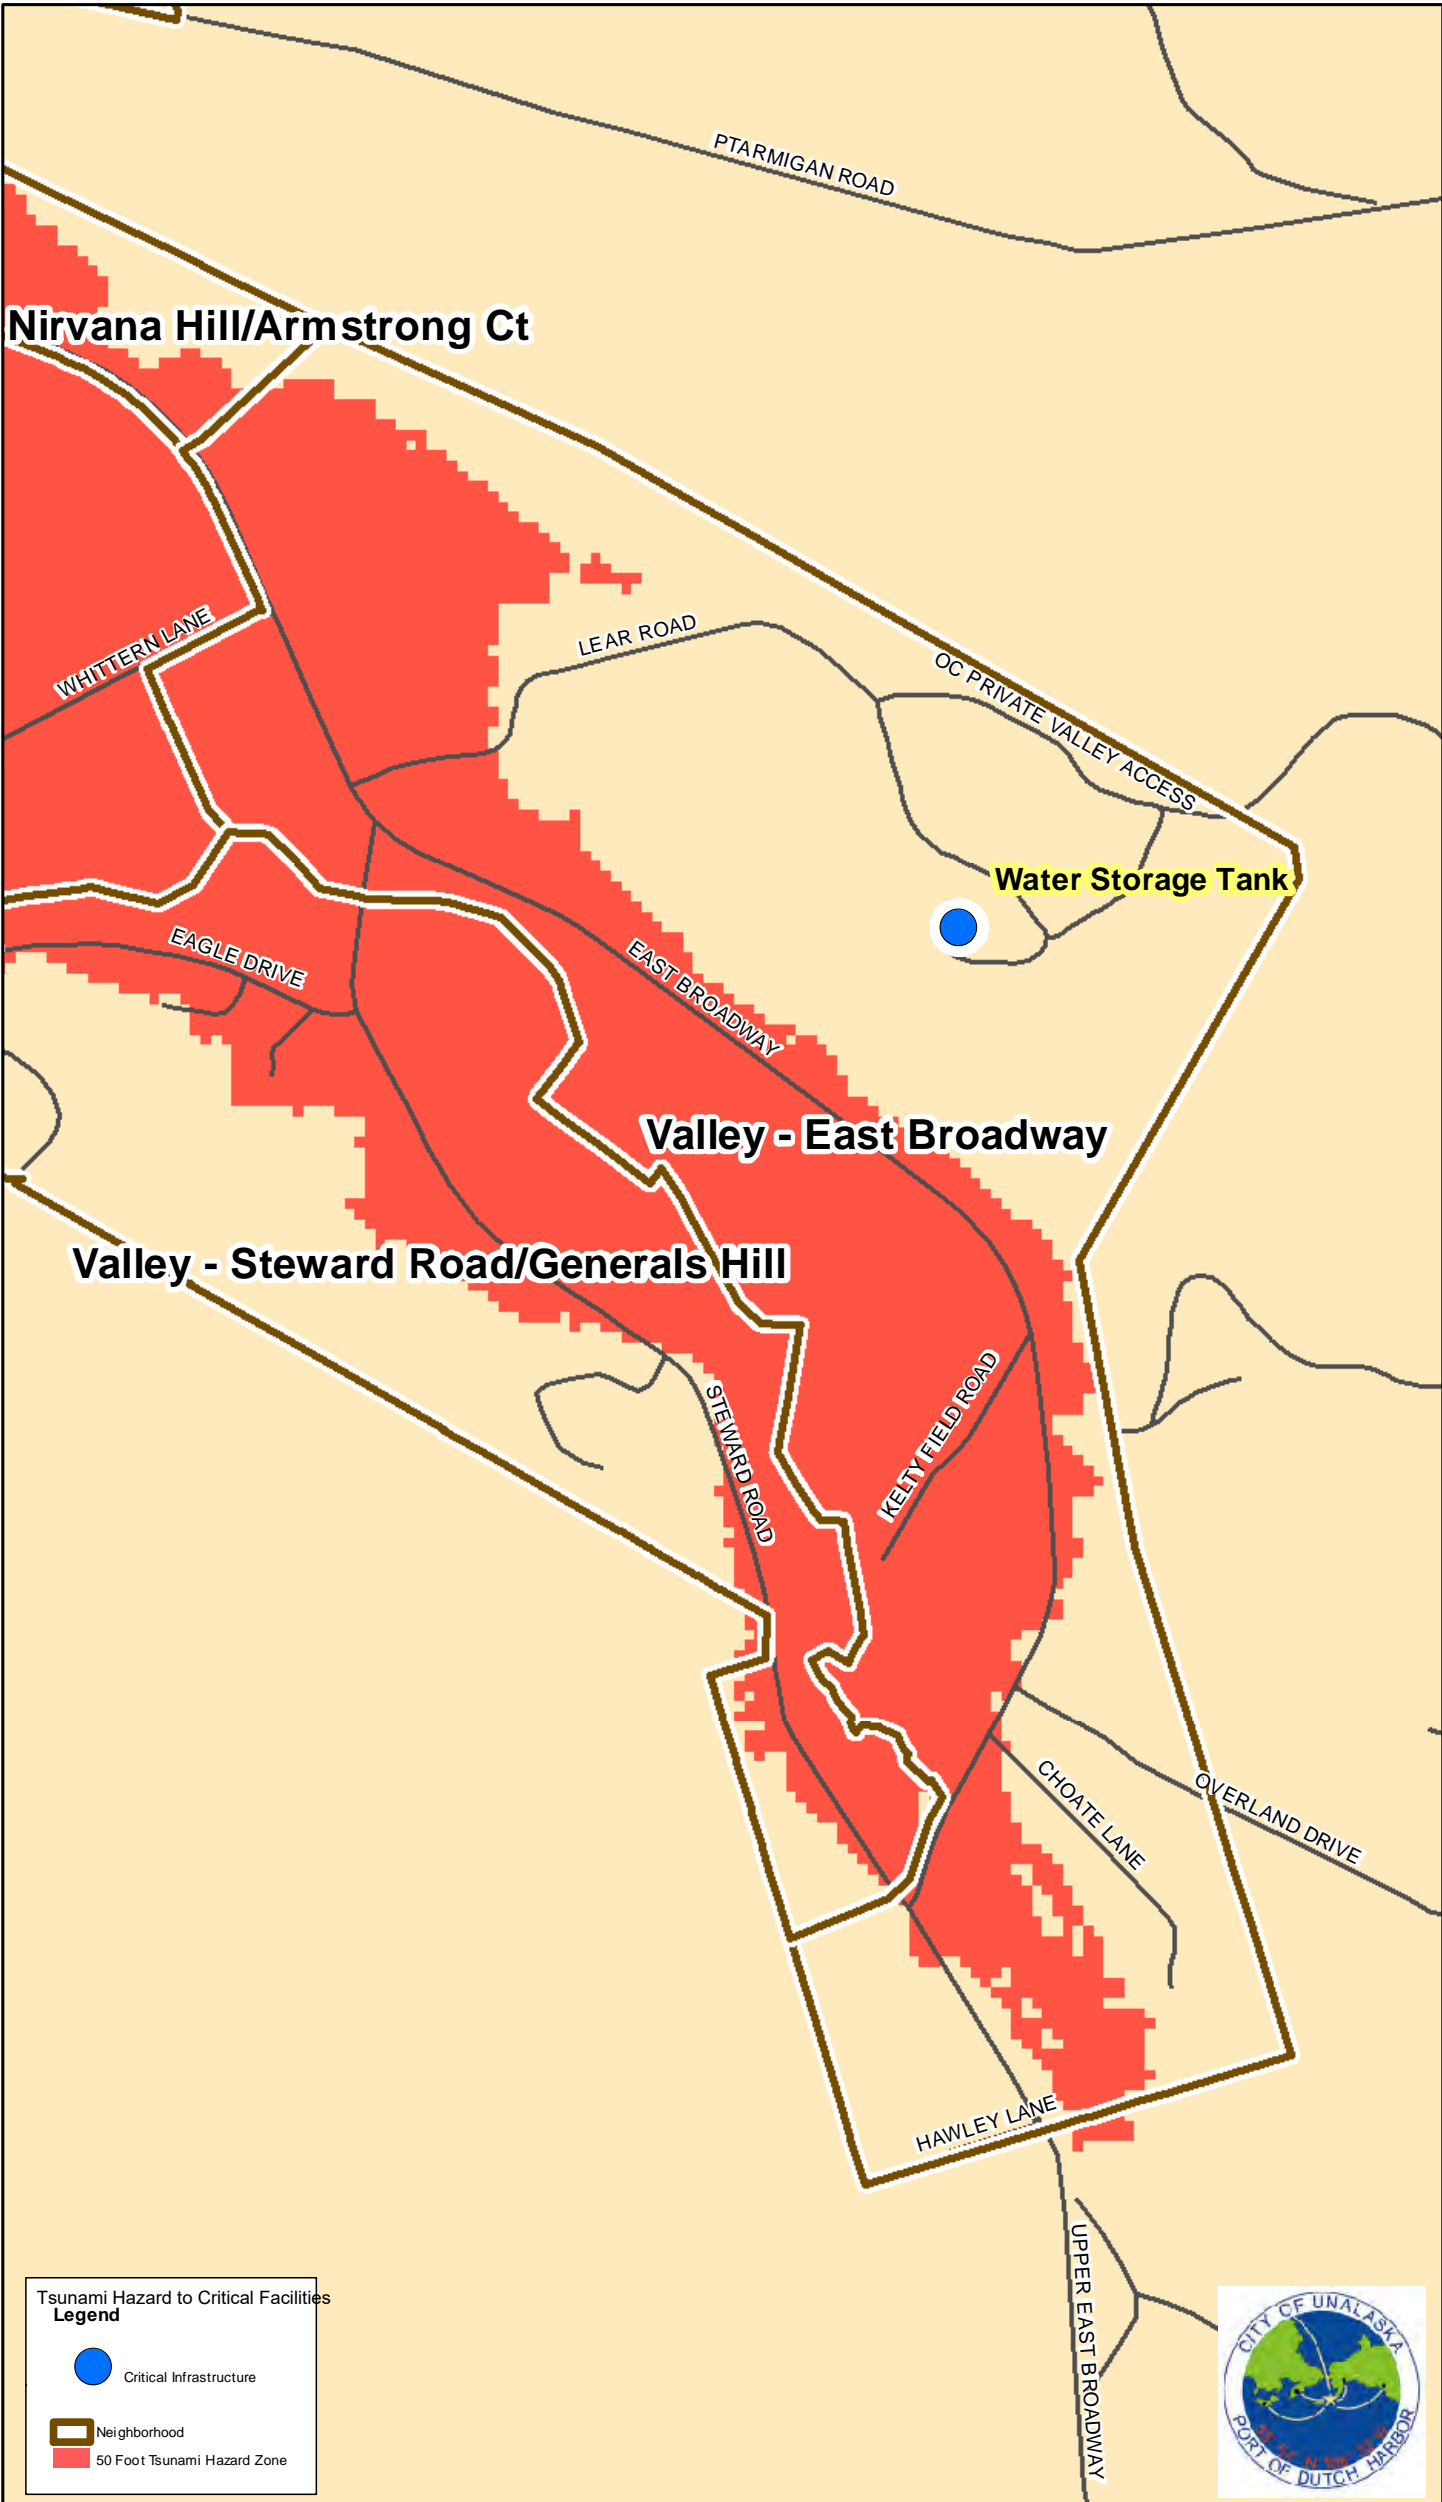 PTARMIGAN ROAD
Nirvana Hill/Armstrong Ct
WHITTERN LANE
LEAR ROAD
OC PRIVATE VALLEY ACCESS
Water Storage Tank
EAGLE DRIVE
EAST BROADWAY
Valley - East Broadway
Valley - Steward Road/Generals Hill
STEWARD ROAD
KELTY FIELD ROAD
CHOATE LANE
OVERLAND DRIVE
HAWLEY LANE
UPPER EAST BROADWAY
Tsunami Hazard to Critical Facilities
Legend
Critical Infrastructure
Neighborhood
50 Foot Tsunami Hazard Zone
CITY OF UNALASKA
PORT OF DUTCH HARBOR